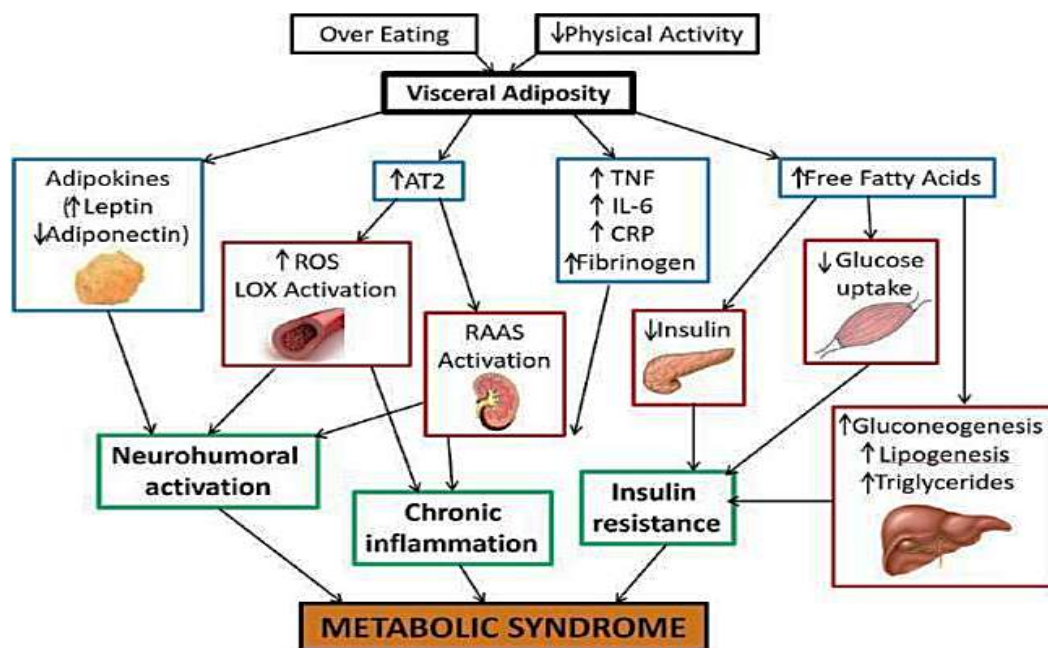 Over Eating
↓Physical Activity
Visceral Adiposity
Adipokines
(↑Leptin
↓Adiponectin)
↑AT2
↑ TNF
↑ IL-6
↑ CRP
↑Fibrinogen
↑Free Fatty Acids
↑ ROS
LOX Activation
RAAS
Activation
↓Insulin
↓ Glucose
uptake
↑Gluconeogenesis
↑ Lipogenesis
↑Triglycerides
Neurohumoral
activation
Chronic
inflammation
Insulin
resistance
METABOLIC SYNDROME